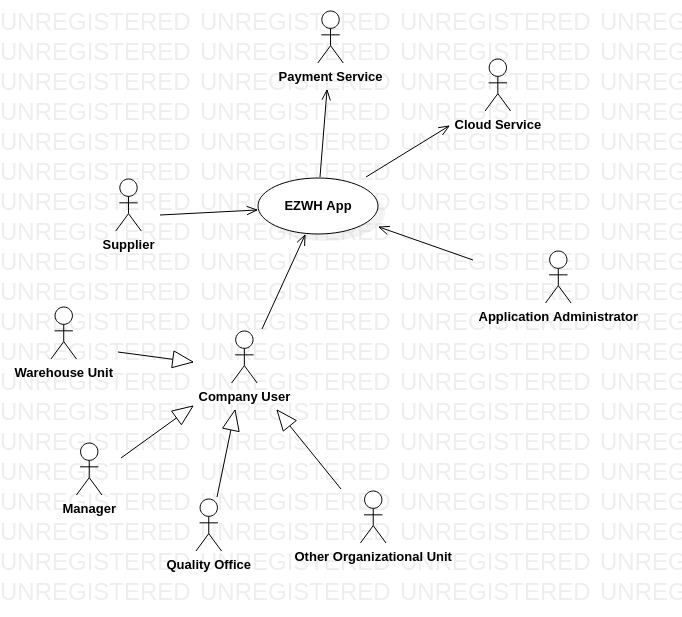 UNREGISTERED UNREGISTERED UNREGISTERED UNREG
Payment Service
Cloud Service
EZWH App
Supplier
Application Administrator
Warehouse Unit
Company User
Manager
Other Organizational Unit
Quality Office